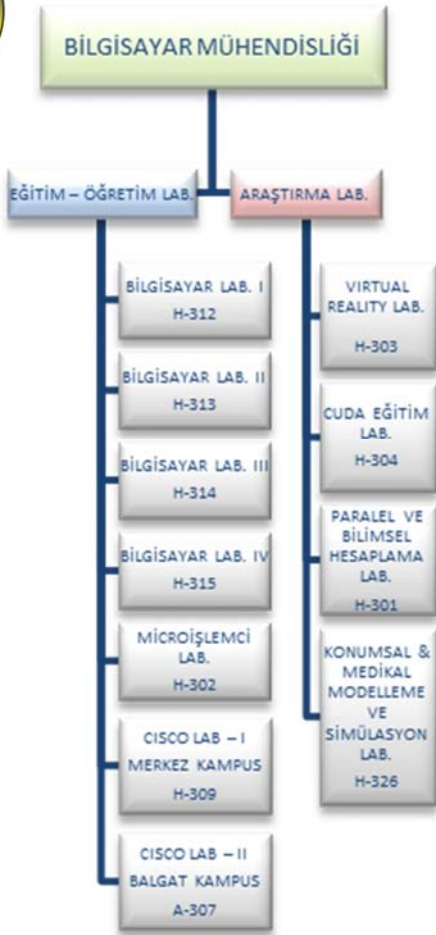 BİLGİSAYAR MÜHENDİSLİĞİ
EĞİTİM – ÖĞRETİM LAB.
BİLGİSAYAR LAB. I
H-312
BİLGİSAYAR LAB. II
H-313
BİLGİSAYAR LAB. III
H-314
BİLGİSAYAR LAB. IV
H-315
MİCROİŞLEMCİ
LAB.
H-302
CISCO LAB – I
MERKEZ KAMPUS
H-309
CISCO LAB – II
BALGAT KAMPUS
A-307
ARAŞTIRMA LAB.
VIRTUAL
REALITY LAB.
H-303
CUDA EĞİTİM
LAB.
H-304
PARALEL VE
BİLİMSEL
HESAPLAMA
LAB.
H-301
KONUMSAL &
MEDİKAL
MODELLEME
VE
SİMÜLASYON
LAB.
H-326